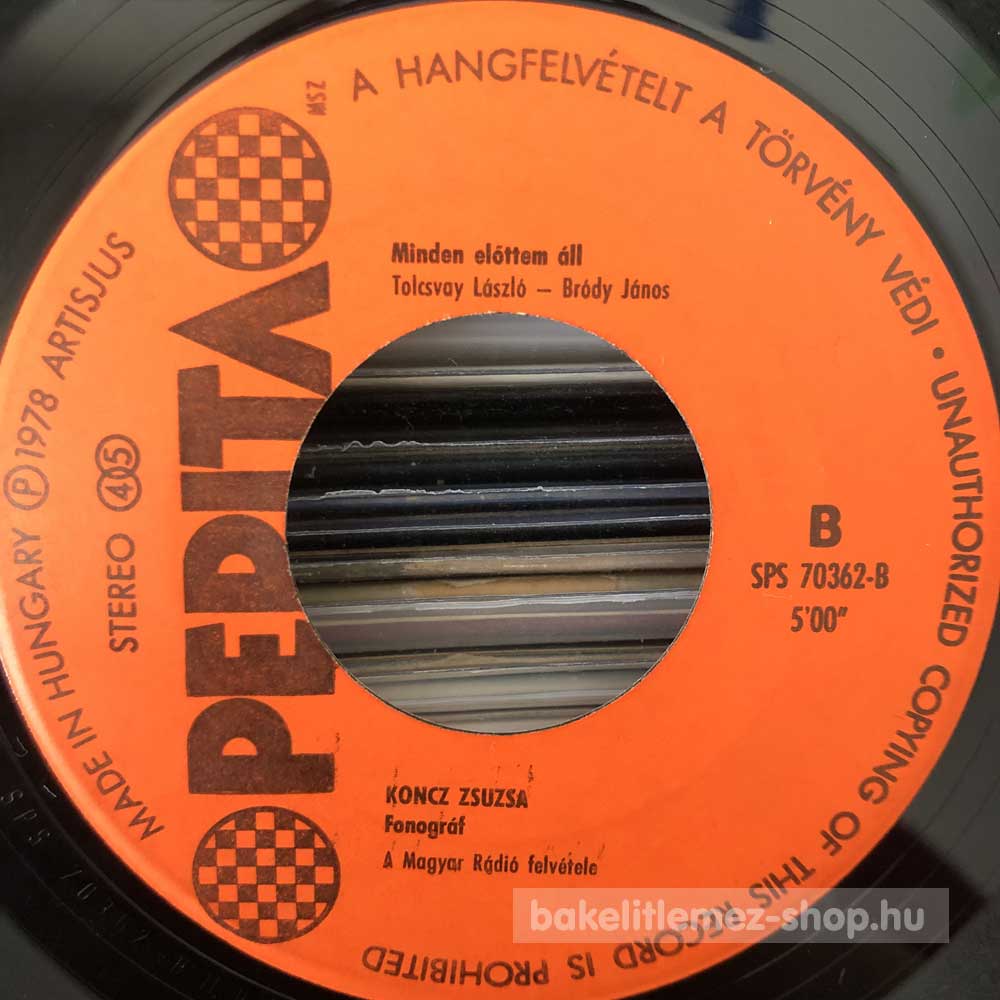 A HANGFELVÉTELT A TÖRVÉNY VÉDI • UNAUTHORIZED COPYING OF THIS RECORD IS PROHIBITED
MADE IN HUNGARY Ⓟ 1978 ARTISJUS
STEREO 45
PEPITA
MSZ
Minden előttem áll
Tolcsvay László – Bródy János
B
SPS 70362-B
5'00"
KONCZ ZSUZSA
Fonográf
A Magyar Rádió felvétele
bakelitlemez-shop.hu